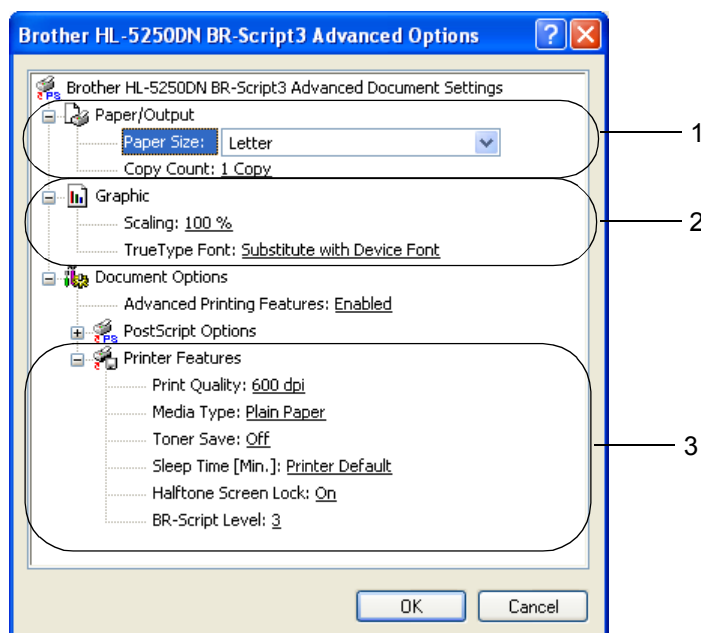 Brother HL-5250DN BR-Script3 Advanced Options
Brother HL-5250DN BR-Script3 Advanced Document Settings
Paper/Output
Paper Size: Letter
Copy Count: 1 Copy
1
Graphic
Scaling: 100 %
TrueType Font: Substitute with Device Font
2
Document Options
Advanced Printing Features: Enabled
PostScript Options
Printer Features
Print Quality: 600 dpi
Media Type: Plain Paper
Toner Save: Off
Sleep Time [Min.]: Printer Default
Halftone Screen Lock: On
BR-Script Level: 3
3
OK Cancel